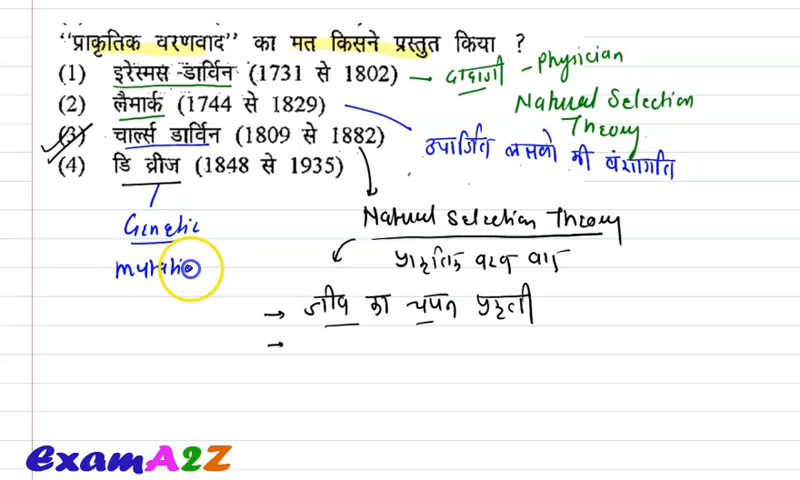 "प्राकृतिक वरणवाद" का मत किसने प्रस्तुत किया ?
(1) इरेस्मस डार्विन (1731 से 1802) → दादाजी - Physician
(2) लैमार्क (1744 से 1829)
Natural Selection
Theory
(3) चार्ल्स डार्विन (1809 से 1882)
उपार्जित लक्षणो की वंशागति
(4) डि व्रीज (1848 से 1935)
Genetic
Natural Selection Theory
mutatio
प्राकृतिक वरण वाद
→ जीव का चयन प्रकृती
→
ExamA2Z